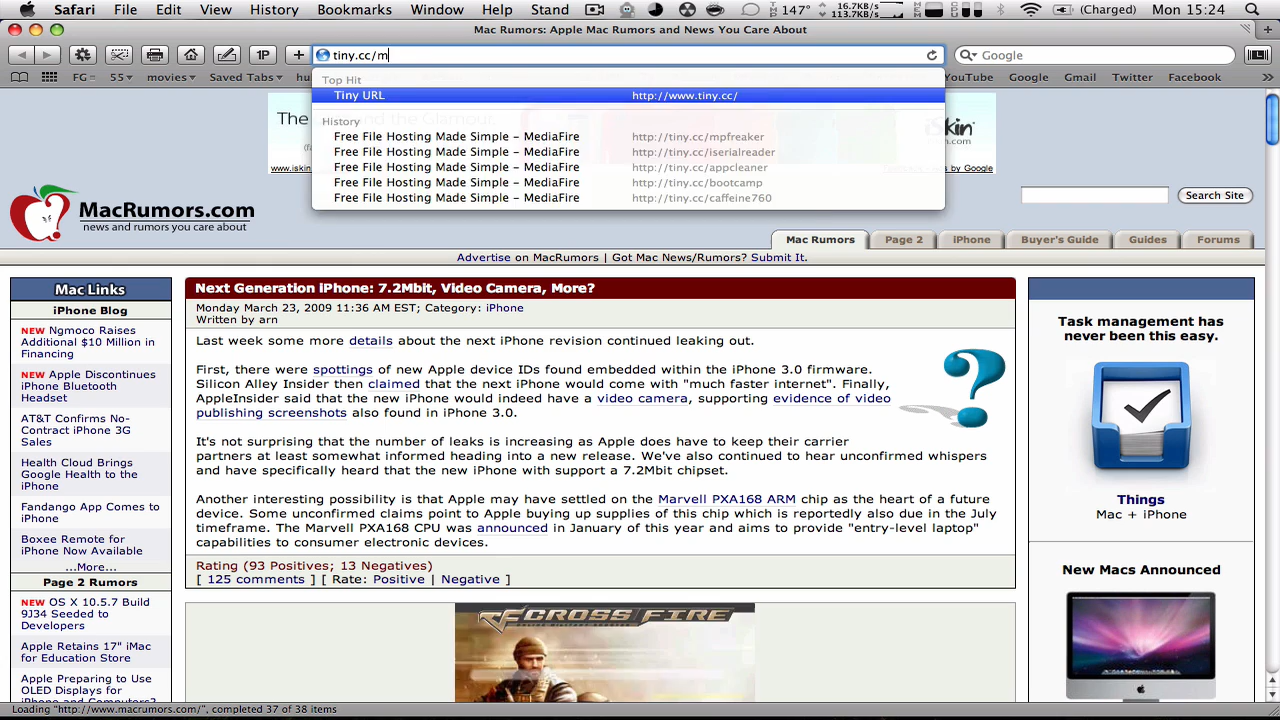 Safari File Edit View History Bookmarks Window Help Stand 147° 16.7KB/s 113.7KB/s (Charged) Mon 15:24
Mac Rumors: Apple Mac Rumors and News You Care About
1P tiny.cc/m Google
FG SS movies Saved Tabs YouTube Google Gmail Twitter Facebook
Top Hit
Tiny URL http://www.tiny.cc/
History
Free File Hosting Made Simple – MediaFire http://tiny.cc/mpfreaker
Free File Hosting Made Simple – MediaFire http://tiny.cc/iserialreader
Free File Hosting Made Simple – MediaFire http://tiny.cc/appcleaner
Free File Hosting Made Simple – MediaFire http://tiny.cc/bootcamp
Free File Hosting Made Simple – MediaFire http://tiny.cc/caffeine760
iSkin
by Google
MacRumors.com
news and rumors you care about
Search Site
Mac Rumors Page 2 iPhone Buyer's Guide Guides Forums
Advertise on MacRumors | Got Mac News/Rumors? Submit It.
Mac Links
iPhone Blog
NEW Ngmoco Raises
Additional $10 Million in
Financing
NEW Apple Discontinues
iPhone Bluetooth
Headset
AT&T Confirms No-
Contract iPhone 3G
Sales
Health Cloud Brings
Google Health to the
iPhone
Fandango App Comes to
iPhone
Boxee Remote for
iPhone Now Available
...More...
Page 2 Rumors
NEW OS X 10.5.7 Build
9J34 Seeded to
Developers
Apple Retains 17" iMac
for Education Store
Apple Preparing to Use
OLED Displays for
iPhone and Computers?
Next Generation iPhone: 7.2Mbit, Video Camera, More?
Monday March 23, 2009 11:36 AM EST; Category: iPhone
Written by arn
Last week some more details about the next iPhone revision continued leaking out.
First, there were spottings of new Apple device IDs found embedded within the iPhone 3.0 firmware.
Silicon Alley Insider then claimed that the next iPhone would come with "much faster internet". Finally,
AppleInsider said that the new iPhone would indeed have a video camera, supporting evidence of video
publishing screenshots also found in iPhone 3.0.
It's not surprising that the number of leaks is increasing as Apple does have to keep their carrier
partners at least somewhat informed heading into a new release. We've also continued to hear unconfirmed whispers
and have specifically heard that the new iPhone with support a 7.2Mbit chipset.
Another interesting possibility is that Apple may have settled on the Marvell PXA168 ARM chip as the heart of a future
device. Some unconfirmed claims point to Apple buying up supplies of this chip which is reportedly also due in the July
timeframe. The Marvell PXA168 CPU was announced in January of this year and aims to provide "entry-level laptop"
capabilities to consumer electronic devices.
Rating (93 Positives; 13 Negatives)
[ 125 comments ] [ Rate: Positive | Negative ]
CROSS FIRE
Task management has
never been this easy.
Things
Mac + iPhone
New Macs Announced
Loading "http://www.macrumors.com/", completed 37 of 38 items